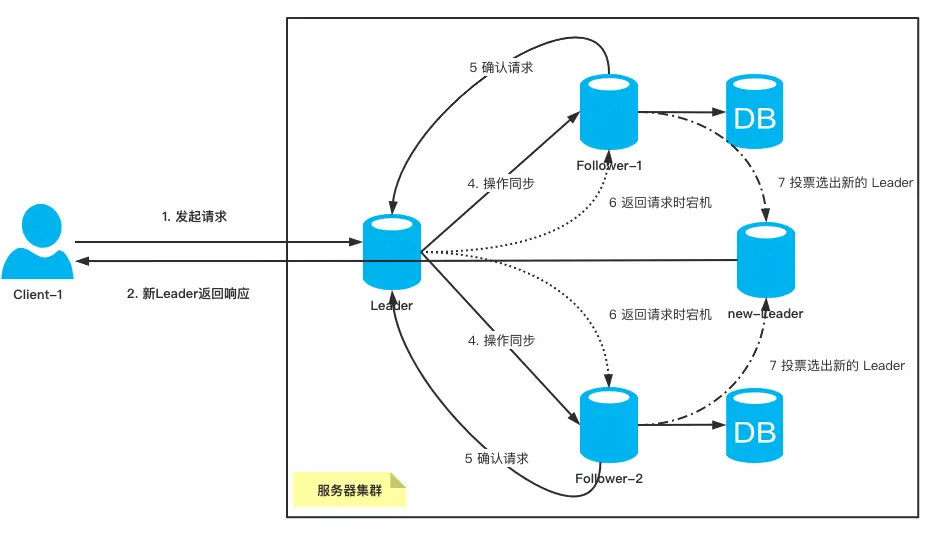 5 确认请求
DB
Follower-1
4. 操作同步
7 投票选出新的 Leader
6 返回请求时宕机
1. 发起请求
Client-1
2. 新Leader返回响应
Leader
new-Leader
6 返回请求时宕机
4. 操作同步
7 投票选出新的 Leader
DB
5 确认请求
Follower-2
服务器集群